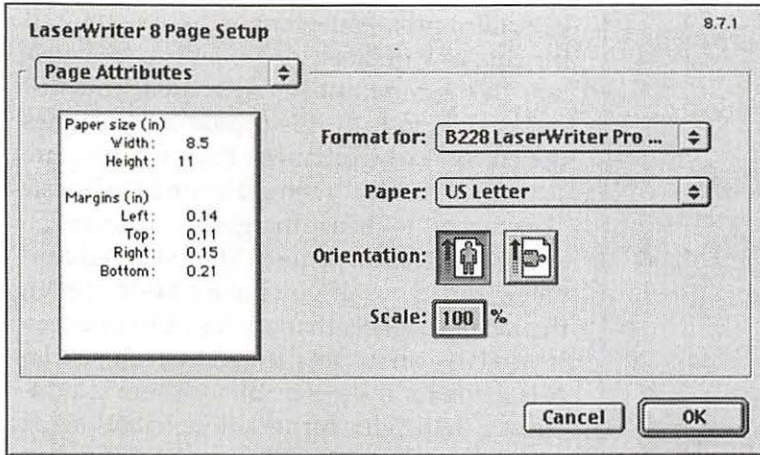 8.7.1
LaserWriter 8 Page Setup
Page Attributes
Paper size (in)
Width: 8.5
Height: 11
Margins (in)
Left: 0.14
Top: 0.11
Right: 0.15
Bottom: 0.21
Format for: B228 LaserWriter Pro ...
Paper: US Letter
Orientation:
Scale: 100 %
Cancel OK